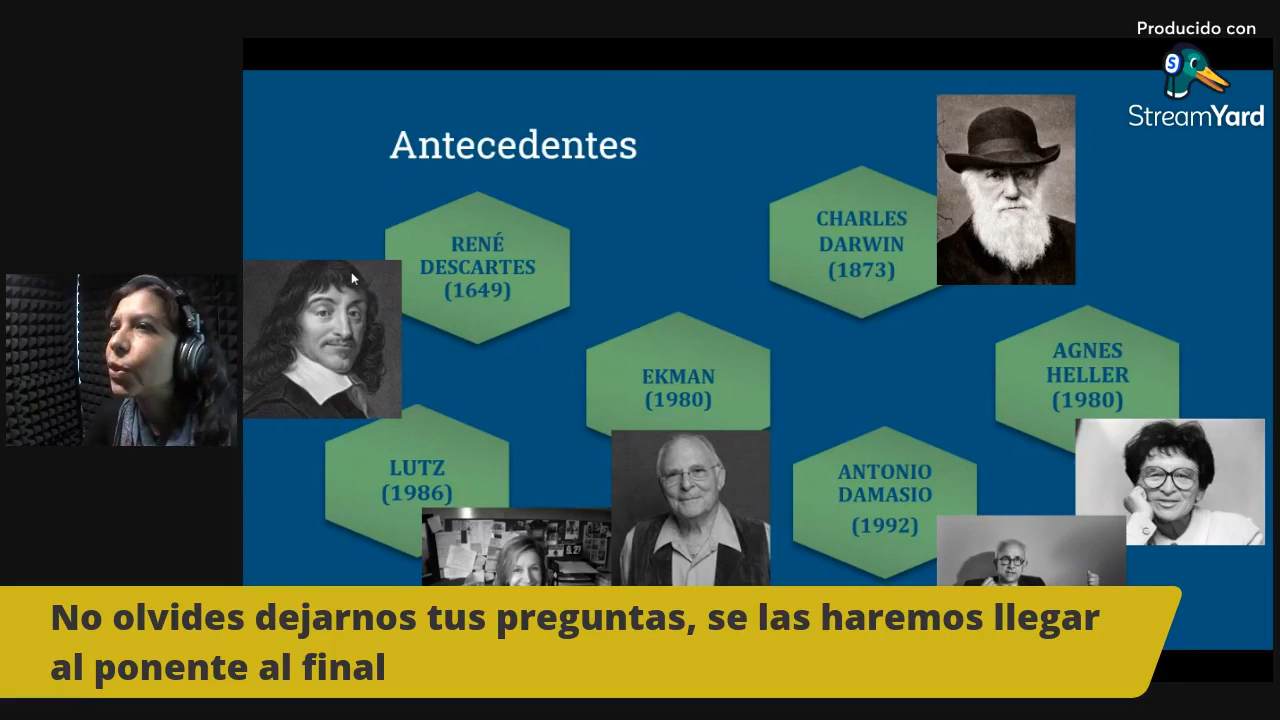 Producido con
StreamYard
Antecedentes
RENÉ
DESCARTES
(1649)
CHARLES
DARWIN
(1873)
EKMAN
(1980)
AGNES
HELLER
(1980)
LUTZ
(1986)
ANTONIO
DAMASIO
(1992)
No olvides dejarnos tus preguntas, se las haremos llegar
al ponente al final